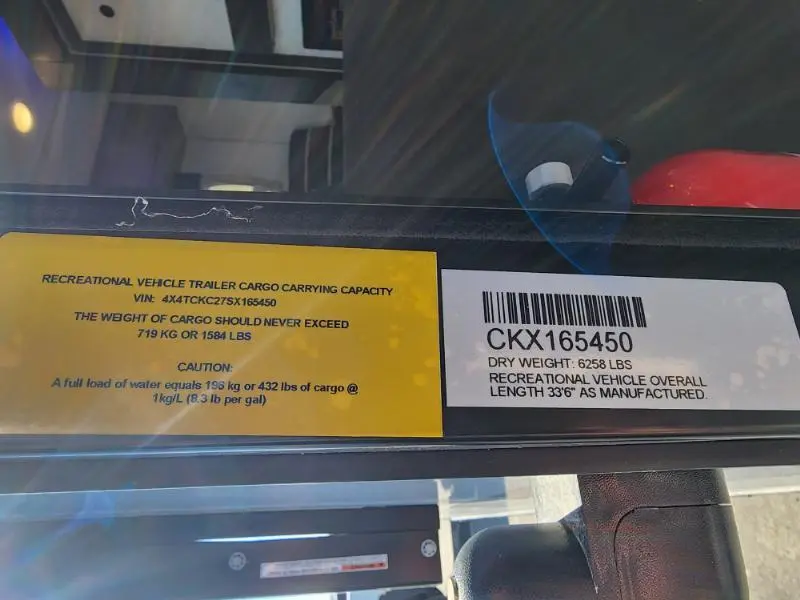 RECREATIONAL VEHICLE TRAILER CARGO CARRYING CAPACITY
VIN: 4X4TCKC27SX165450
THE WEIGHT OF CARGO SHOULD NEVER EXCEED
719 KG OR 1584 LBS
CAUTION:
A full load of water equals 196 kg or 432 lbs of cargo @
1kg/L (8.3 lb per gal)
CKX165450
DRY WEIGHT: 6258 LBS
RECREATIONAL VEHICLE OVERALL
LENGTH 33'6" AS MANUFACTURED.